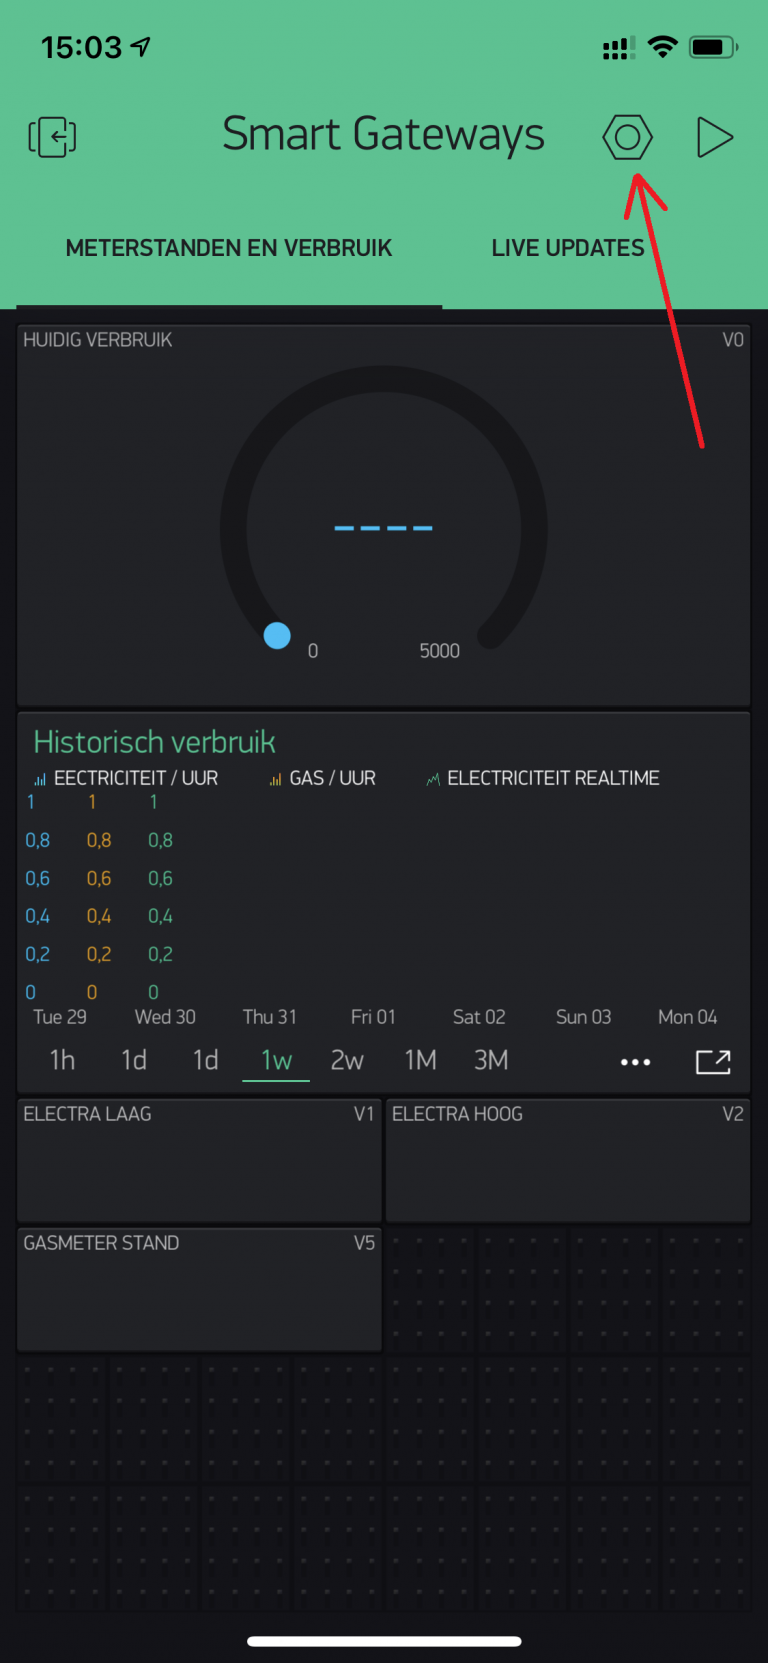 15:03
Smart Gateways
METERSTANDEN EN VERBRUIK LIVE UPDATES
HUIDIG VERBRUIK V0
----
0 5000
Historisch verbruik
EECTRICITEIT / UUR GAS / UUR ELECTRICITEIT REALTIME
1 1 1
0,8 0,8 0,8
0,6 0,6 0,6
0,4 0,4 0,4
0,2 0,2 0,2
0 0 0
Tue 29 Wed 30 Thu 31 Fri 01 Sat 02 Sun 03 Mon 04
1h 1d 1d 1w 2w 1M 3M ...
ELECTRA LAAG V1 ELECTRA HOOG V2
GASMETER STAND V5